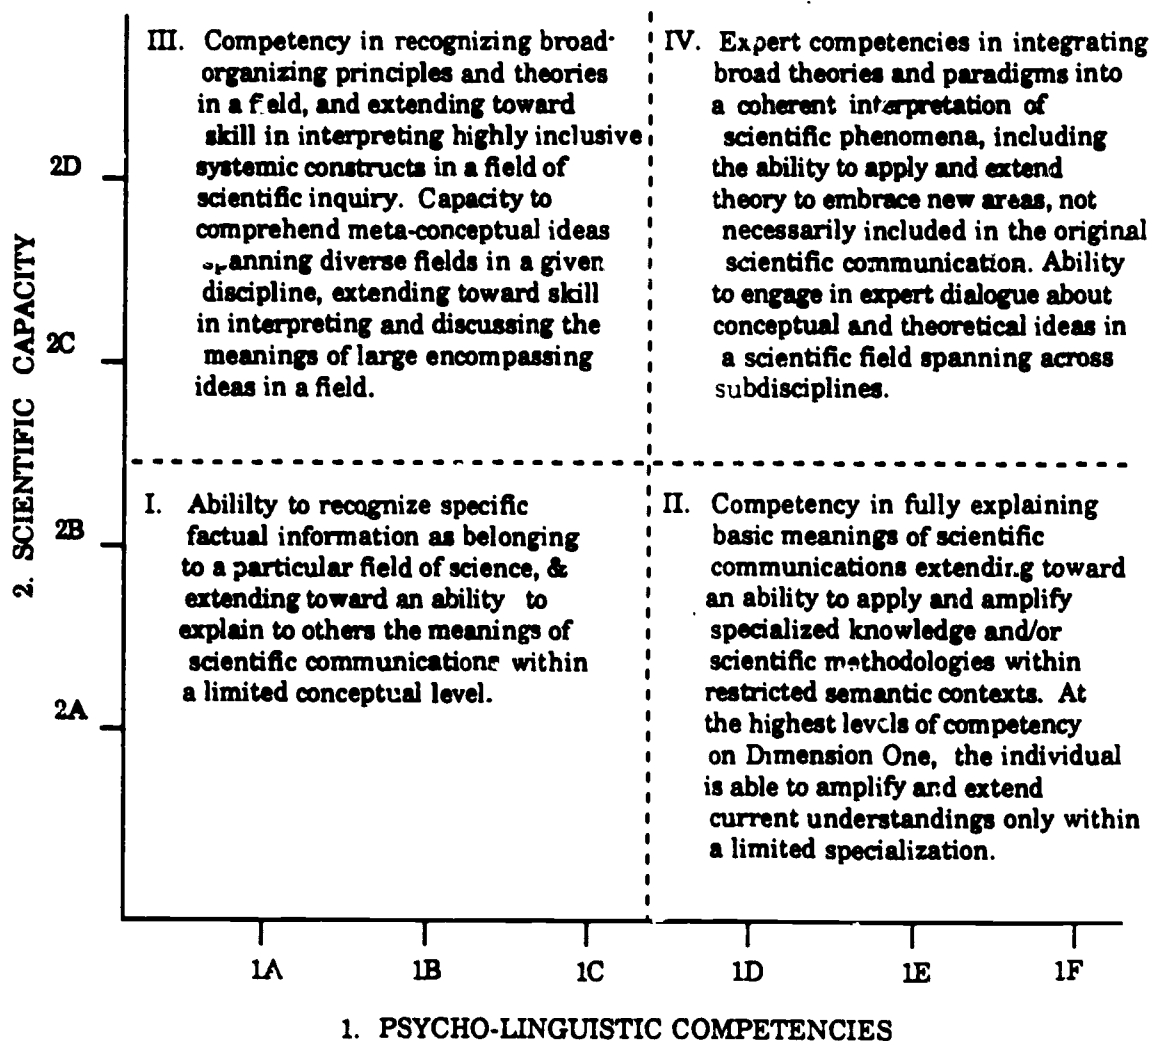 III. Competency in recognizing broad
organizing principles and theories
in a field, and extending toward
skill in interpreting highly inclusive
systemic constructs in a field of
scientific inquiry. Capacity to
comprehend meta-conceptual ideas
spanning diverse fields in a given
discipline, extending toward skill
in interpreting and discussing the
meanings of large encompassing
ideas in a field.
IV. Expert competencies in integrating
broad theories and paradigms into
a coherent interpretation of
scientific phenomena, including
the ability to apply and extend
theory to embrace new areas, not
necessarily included in the original
scientific communication. Ability
to engage in expert dialogue about
conceptual and theoretical ideas in
a scientific field spanning across
subdisciplines.
I. Abililty to recognize specific
factual information as belonging
to a particular field of science, &
extending toward an ability to
explain to others the meanings of
scientific communications within
a limited conceptual level.
II. Competency in fully explaining
basic meanings of scientific
communications extending toward
an ability to apply and amplify
specialized knowledge and/or
scientific methodologies within
restricted semantic contexts. At
the highest levels of competency
on Dimension One, the individual
is able to amplify and extend
current understandings only within
a limited specialization.
2D
2C
2B
2A
2. SCIENTIFIC CAPACITY
1A 1B 1C 1D 1E 1F
1. PSYCHO-LINGUISTIC COMPETENCIES